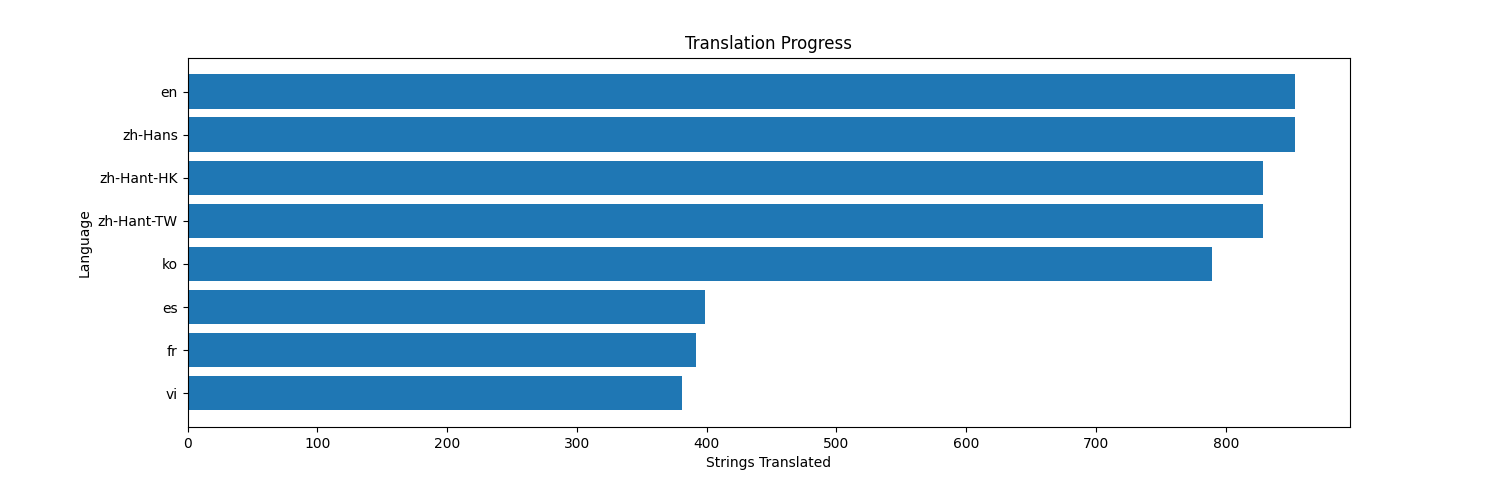 Translation Progress
en
zh-Hans
zh-Hant-HK
zh-Hant-TW
ko
es
fr
vi
Language
0 100 200 300 400 500 600 700 800
Strings Translated